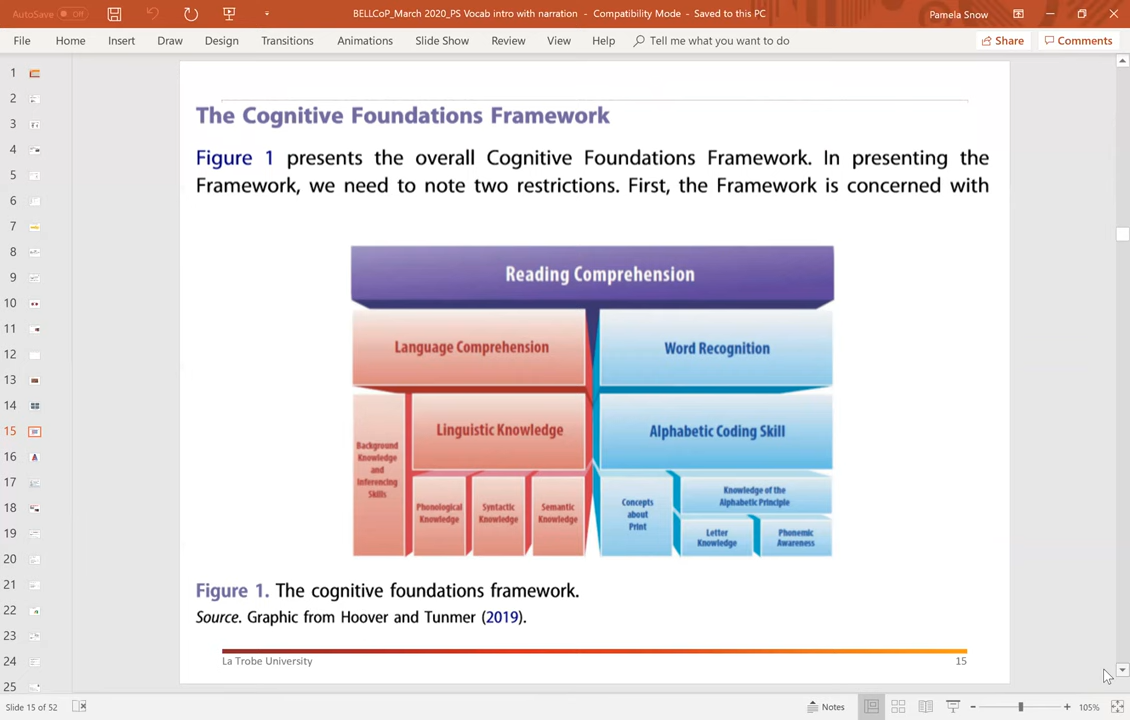 AutoSave Off
BELLCoP_March 2020_PS Vocab intro with narration - Compatibility Mode - Saved to this PC
Pamela Snow
File Home Insert Draw Design Transitions Animations Slide Show Review View Help Tell me what you want to do Share Comments
1
2
3
4
5
6
7
8
9
10
11
12
13
14
15
16
17
18
19
20
21
22
23
24
25
The Cognitive Foundations Framework
Figure 1 presents the overall Cognitive Foundations Framework. In presenting the
Framework, we need to note two restrictions. First, the Framework is concerned with
Reading Comprehension
Language Comprehension
Word Recognition
Linguistic Knowledge
Alphabetic Coding Skill
Background
Knowledge
and
Inferencing
Skills
Phonological
Knowledge
Syntactic
Knowledge
Semantic
Knowledge
Concepts
about
Print
Knowledge of the
Alphabetic Principle
Letter
Knowledge
Phonemic
Awareness
Figure 1. The cognitive foundations framework.
Source. Graphic from Hoover and Tunmer (2019).
La Trobe University
15
Slide 15 of 52
Notes
105%